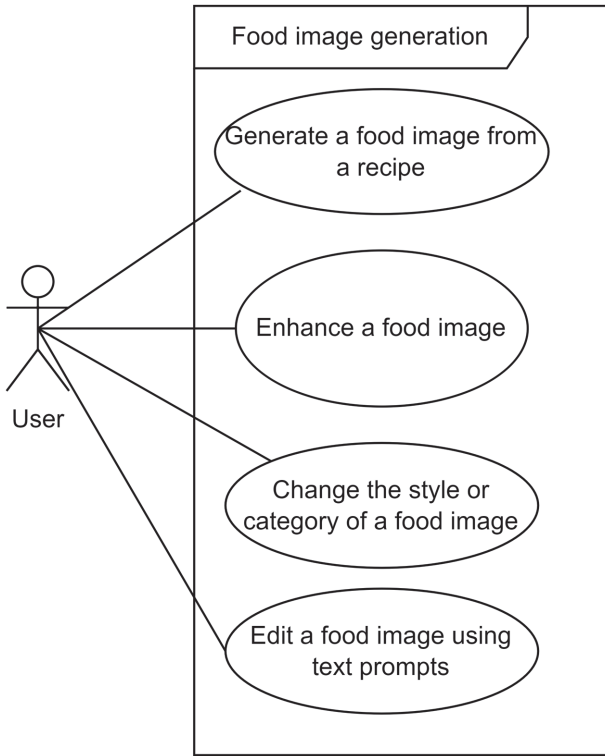 Food image generation
Generate a food image from
a recipe
Enhance a food image
User
Change the style or
category of a food image
Edit a food image using
text prompts